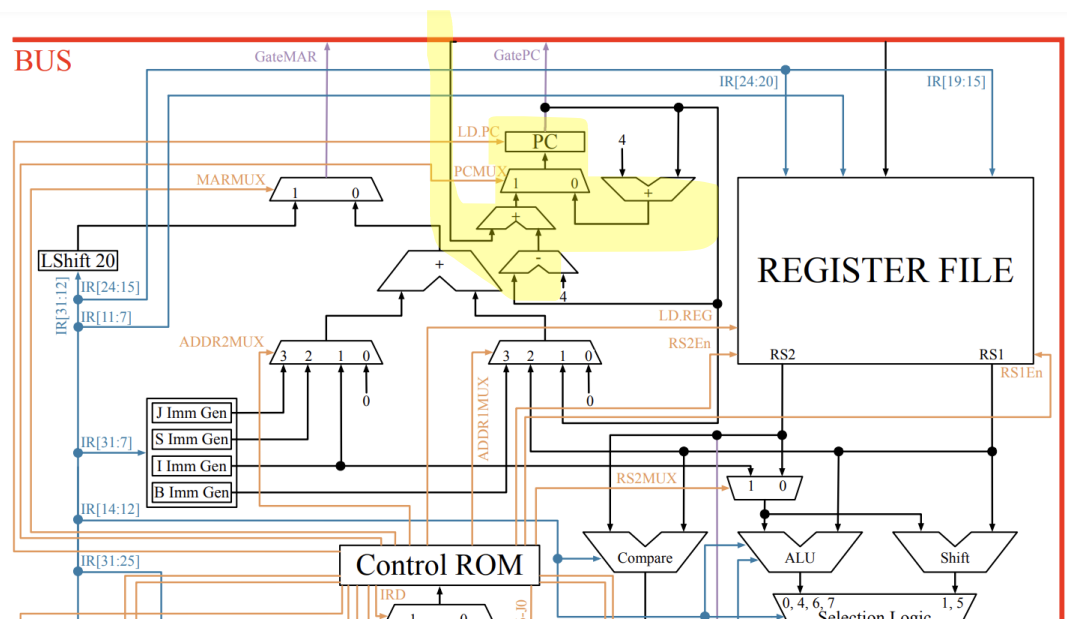 BUS
GateMAR
GatePC
IR[24:20]
IR[19:15]
LD.PC
PC
4
PCMUX
MARMUX
1 0
1 0
+
+
LShift 20
+
-
4
REGISTER FILE
IR[31:12]
IR[24:15]
IR[11:7]
LD.REG
ADDR2MUX
RS2En
3 2 1 0
3 2 1 0
RS2
RS1
RS1En
0
0
J Imm Gen
S Imm Gen
I Imm Gen
B Imm Gen
ADDR1MUX
IR[31:7]
RS2MUX
1 0
IR[14:12]
Compare
ALU
Shift
IR[31:25]
Control ROM
IRD
0, 4, 6, 7
1, 5
Selection Logic
1 0
-J0